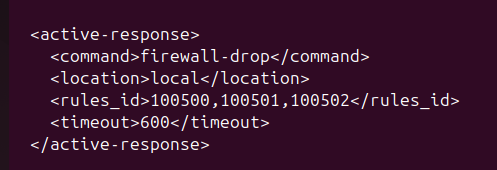 <active-response>
  <command>firewall-drop</command>
  <location>local</location>
  <rules_id>100500,100501,100502</rules_id>
  <timeout>600</timeout>
</active-response>